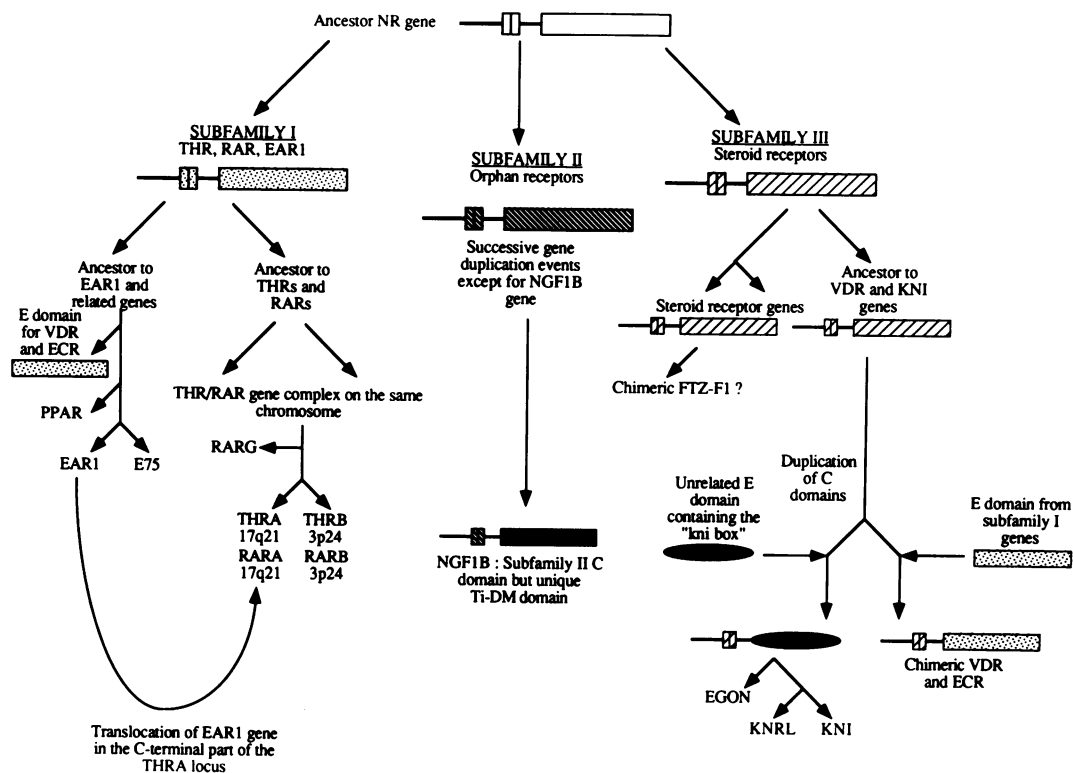 Ancestor NR gene
SUBFAMILY I
THR, RAR, EAR1
SUBFAMILY II
Orphan receptors
SUBFAMILY III
Steroid receptors
Ancestor to
EAR1 and
related genes
E domain
for VDR
and ECR
PPAR
EAR1
E75
Ancestor to
THRs and
RARs
THR/RAR gene complex on the same
chromosome
RARG
THRA
17q21
RARA
17q21
THRB
3p24
RARB
3p24
Translocation of EAR1 gene
in the C-terminal part of the
THRA locus
Successive gene
duplication events
except for NGF1B
gene
NGF1B : Subfamily II C
domain but unique
Ti-DM domain
Steroid receptor genes
Chimeric FTZ-F1 ?
Ancestor to
VDR and KNI
genes
Duplication
of C
domains
Unrelated E
domain
containing the
"kni box"
E domain from
subfamily I
genes
Chimeric VDR
and ECR
EGON
KNRL
KNI